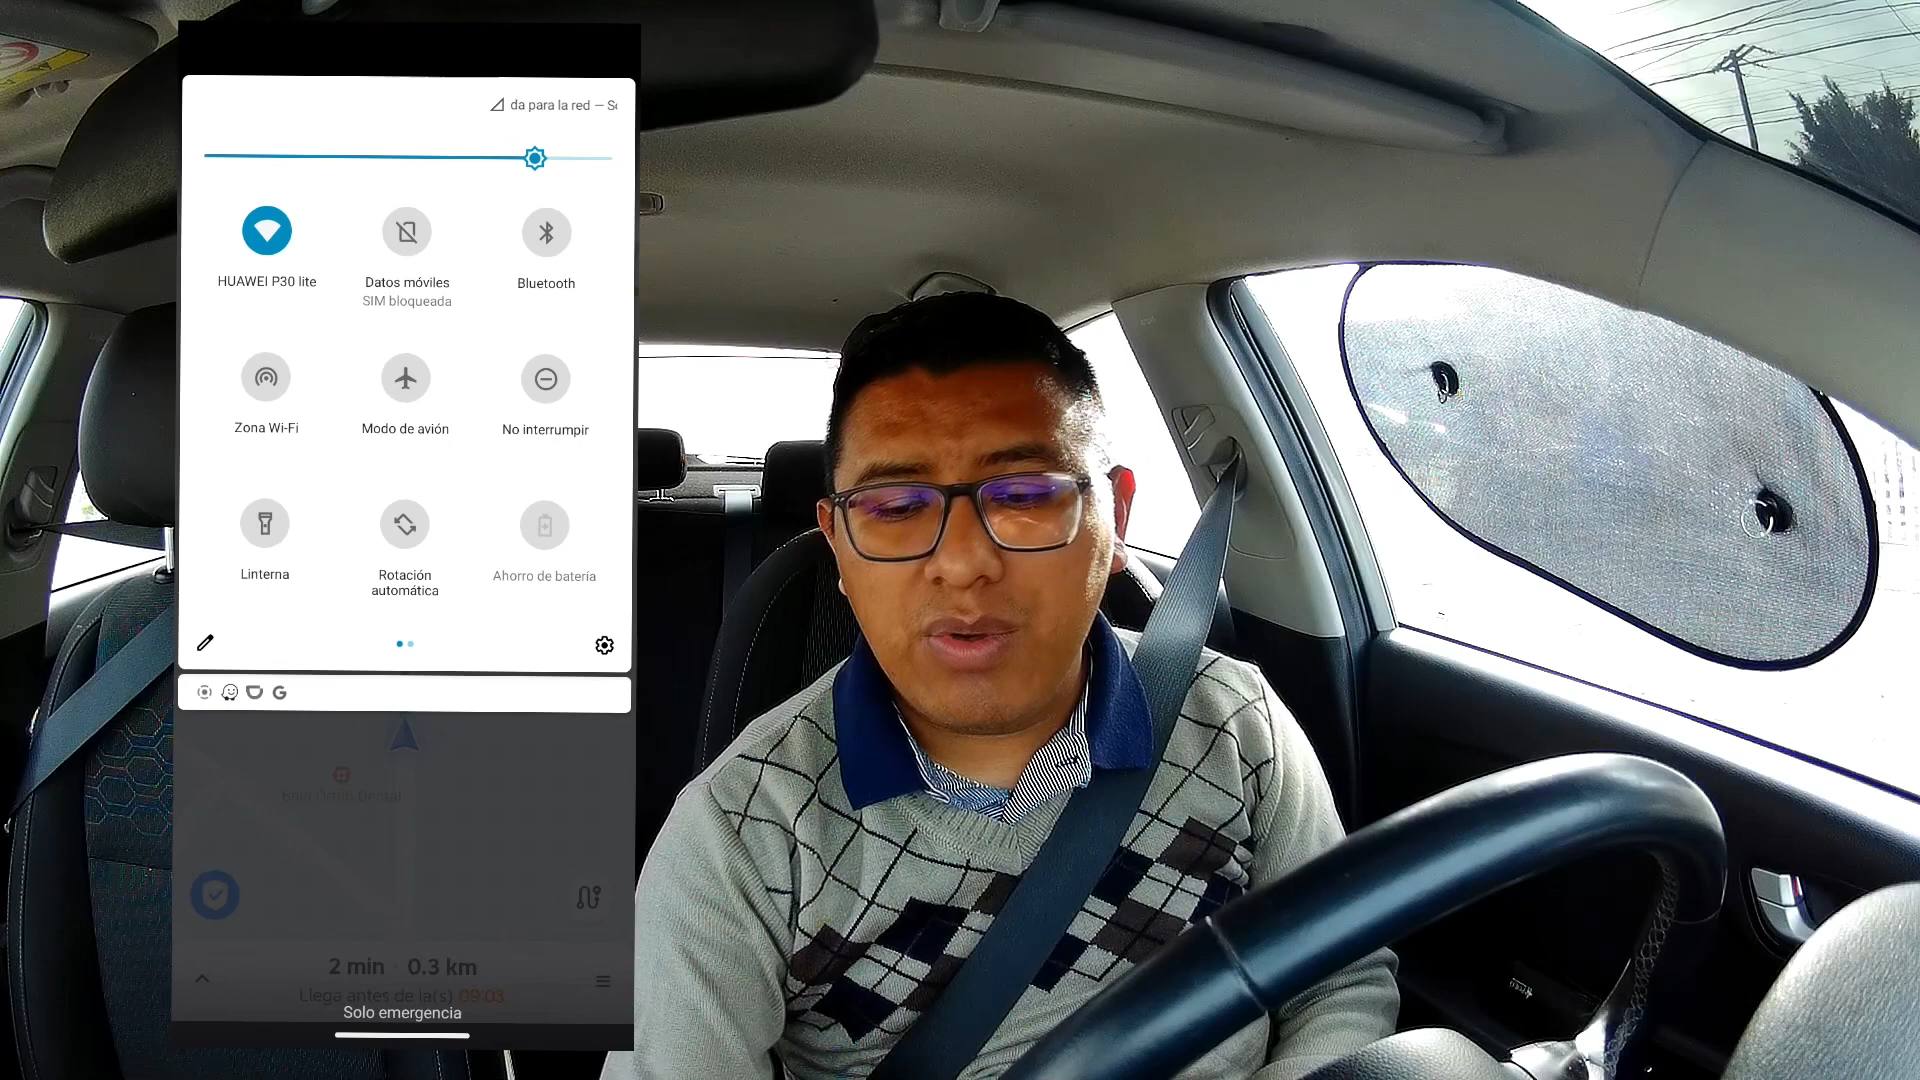 da para la red — So
HUAWEI P30 lite
Datos móviles
SIM bloqueada
Bluetooth
Zona Wi-Fi
Modo de avión
No interrumpir
Linterna
Rotación
automática
Ahorro de batería
2 min · 0.3 km
Llega antes de la(s) 09:03
Solo emergencia